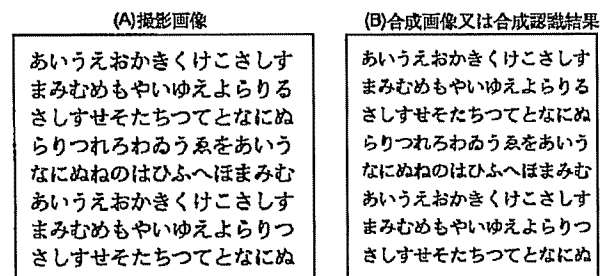 (A)撮影画像
あいうえおかきくけこさしす
まみむめもやいゆえよらりる
さしすせそたちつてとなにぬ
らりつれろわゐうゑをあいう
なにぬねのはひふへほまみむ
あいうえおかきくけこさしす
まみむめもやいゆえよらりつ
さしすせそたちつてとなにぬ
(B)合成画像又は合成認識結果
あいうえおかきくけこさしす
まみむめもやいゆえよらりる
さしすせそたちつてとなにぬ
らりつれろわゐうゑをあいう
なにぬねのはひふへほまみむ
あいうえおかきくけこさしす
まみむめもやいゆえよらりつ
さしすせそたちつてとなにぬ